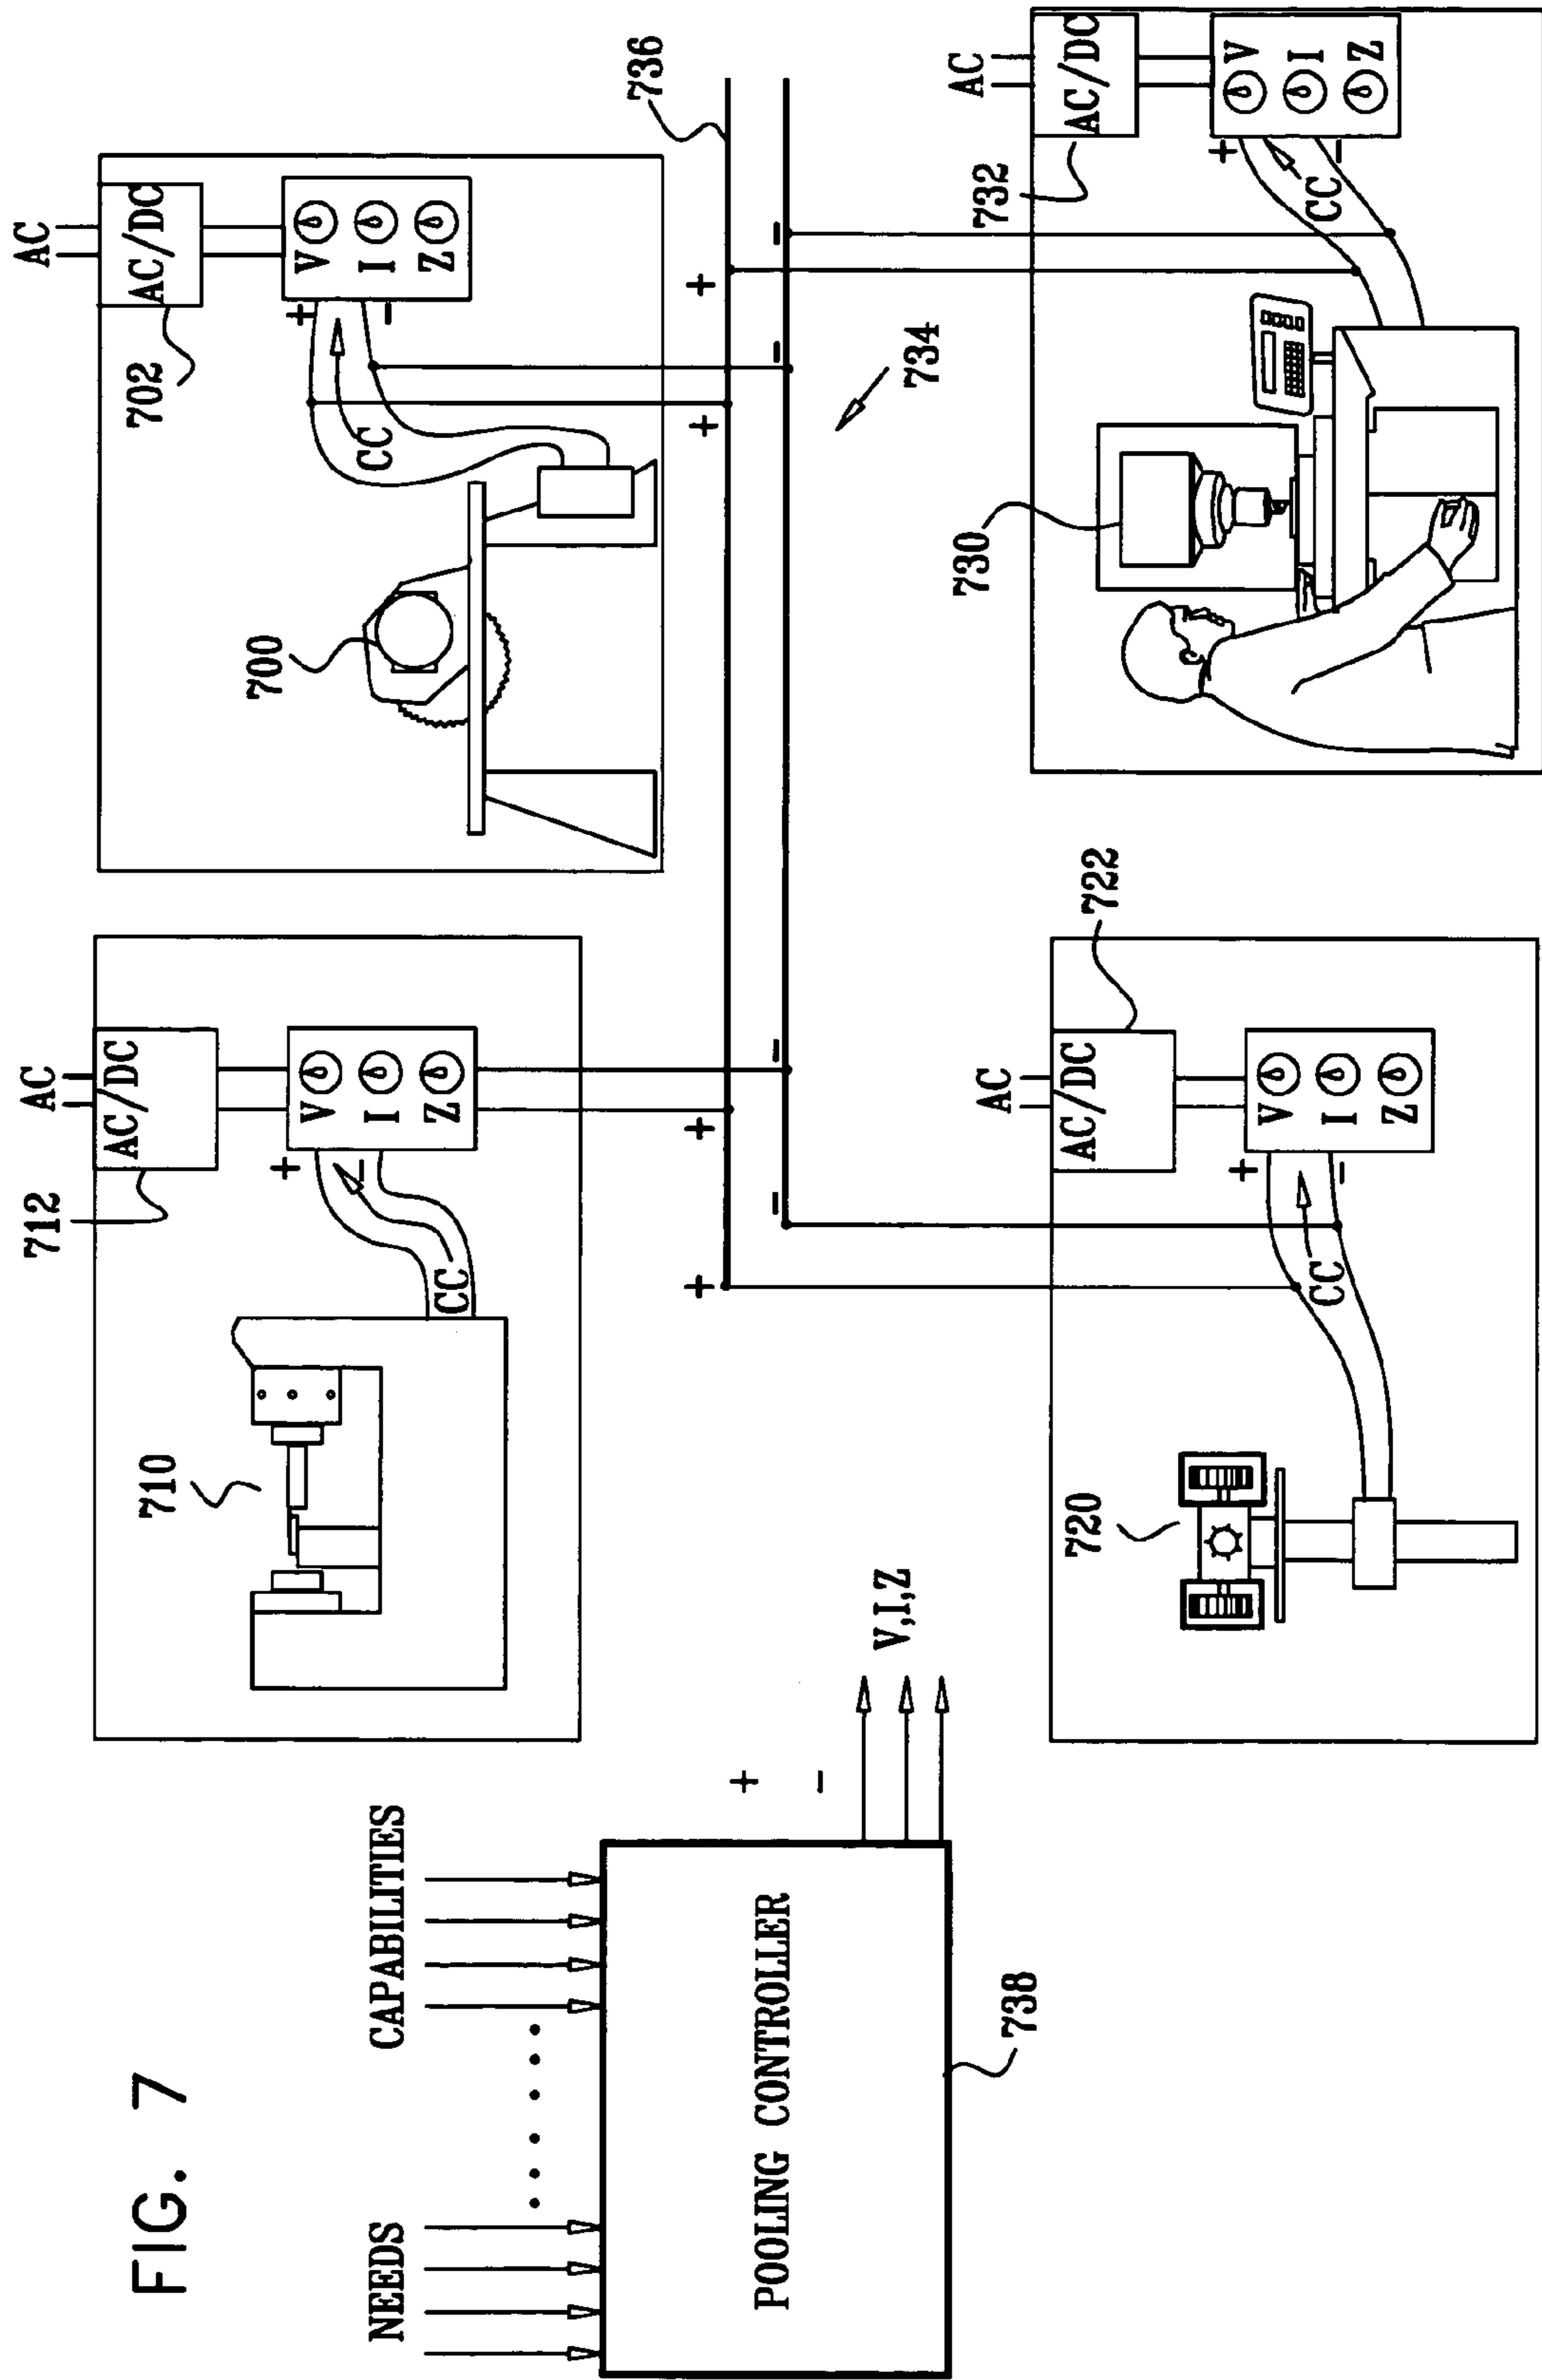 FIG. 7
NEEDS
CAPABILITIES
POOLING CONTROLLER
738
+
-
V,I,Z
712
AC
AC/DC
V
I
Z
+
-
CC
710
702
AC
AC/DC
V
I
Z
+
-
CC
700
736
+
-
+
-
+
-
+
-
734
722
AC
AC/DC
V
I
Z
+
-
CC
720
732
AC
AC/DC
V
I
Z
+
-
CC
730